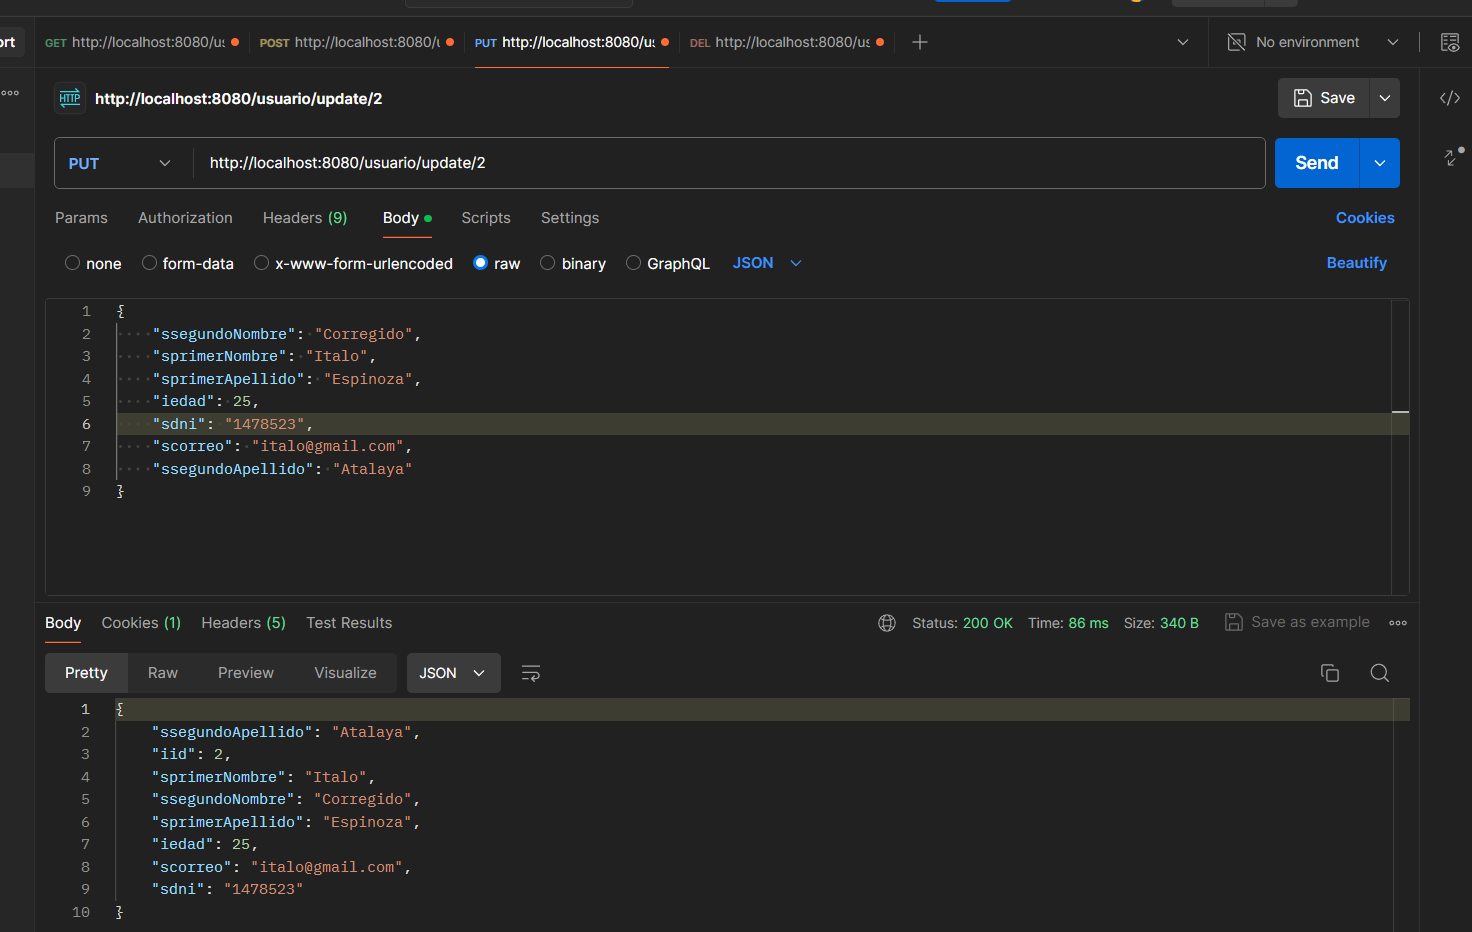 ort
GET http://localhost:8080/us
POST http://localhost:8080/u
PUT http://localhost:8080/us
DEL http://localhost:8080/us
No environment
HTTP http://localhost:8080/usuario/update/2
Save
PUT http://localhost:8080/usuario/update/2
Send
Params Authorization Headers (9) Body Scripts Settings Cookies
none form-data x-www-form-urlencoded raw binary GraphQL JSON Beautify
1 {
2 "ssegundoNombre": "Corregido",
3 "sprimerNombre": "Italo",
4 "sprimerApellido": "Espinoza",
5 "iedad": 25,
6 "sdni": "1478523",
7 "scorreo": "italo@gmail.com",
8 "ssegundoApellido": "Atalaya"
9 }
Body Cookies (1) Headers (5) Test Results Status: 200 OK Time: 86 ms Size: 340 B Save as example
Pretty Raw Preview Visualize JSON
1 {
2 "ssegundoApellido": "Atalaya",
3 "iid": 2,
4 "sprimerNombre": "Italo",
5 "ssegundoNombre": "Corregido",
6 "sprimerApellido": "Espinoza",
7 "iedad": 25,
8 "scorreo": "italo@gmail.com",
9 "sdni": "1478523"
10 }